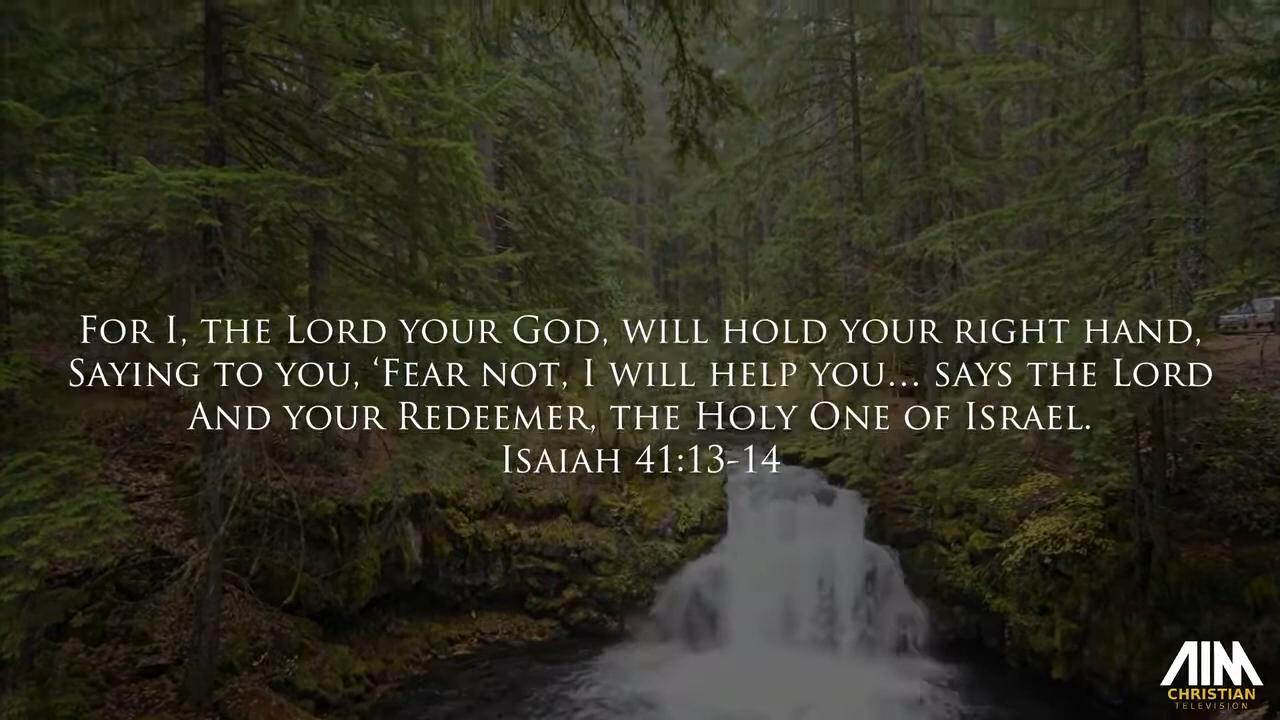 For I, the Lord your God, will hold your right hand,
Saying to you, ‘Fear not, I will help you... says the Lord
And your Redeemer, the Holy One of Israel.
Isaiah 41:13-14
AIM
CHRISTIAN
TELEVISION